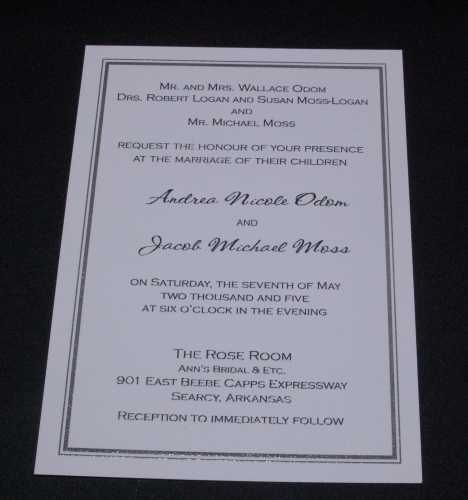 Mr. and Mrs. Wallace Odom
Drs. Robert Logan and Susan Moss-Logan
and
Mr. Michael Moss
request the honour of your presence
at the marriage of their children
Andrea Nicole Odom
and
Jacob Michael Moss
on Saturday, the seventh of May
two thousand and five
at six o'clock in the evening
The Rose Room
Ann's Bridal & Etc.
901 East Beebe Capps Expressway
Searcy, Arkansas
Reception to immediately follow